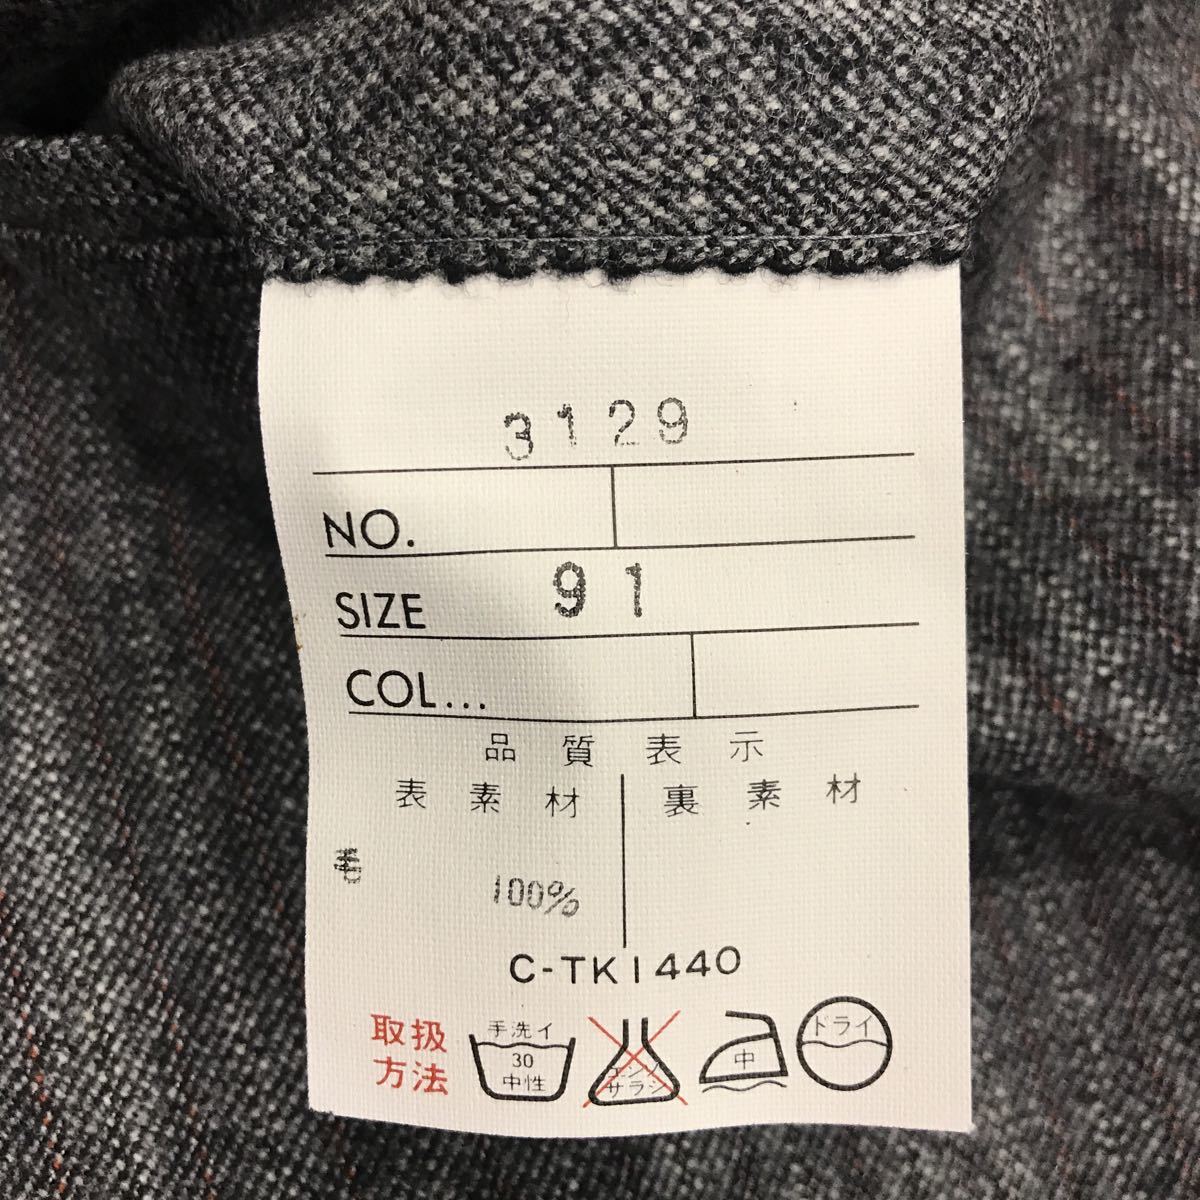 3129
NO.
SIZE 91
COL...
品質表示
表素材 裏素材
毛 100%
C-TK1440
取扱
方法
手洗イ
30
中性
エンソ
サラシ
中
ドライ